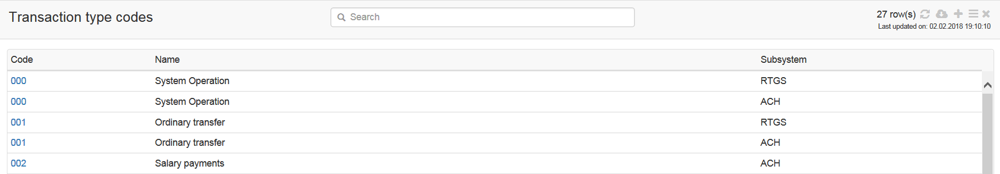 Transaction type codes
Search
27 row(s)
Last updated on: 02.02.2018 19:10:10
Code Name Subsystem
000 System Operation RTGS
000 System Operation ACH
001 Ordinary transfer RTGS
001 Ordinary transfer ACH
002 Salary payments ACH